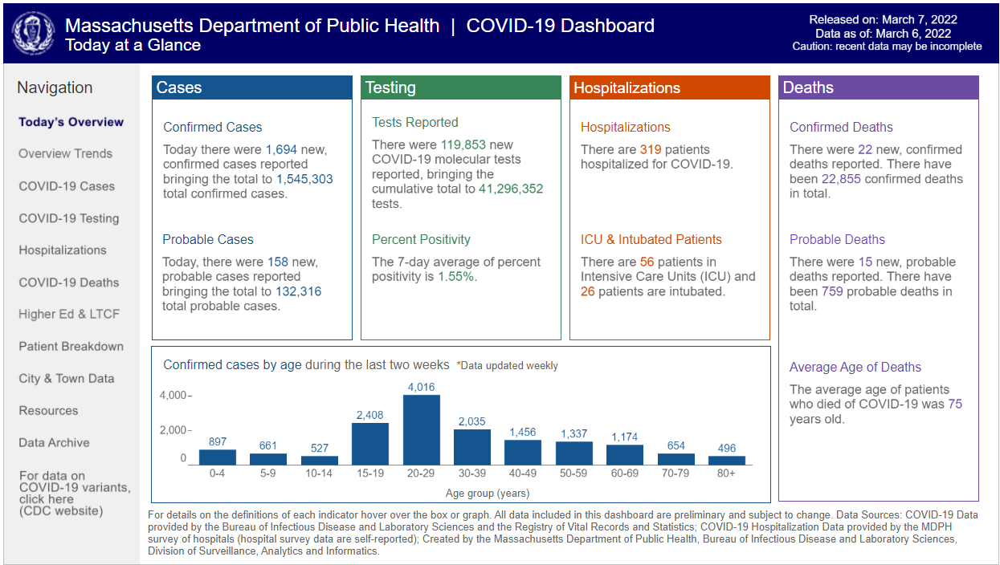 Massachusetts Department of Public Health | COVID-19 Dashboard
Today at a Glance
Released on: March 7, 2022
Data as of: March 6, 2022
Caution: recent data may be incomplete
Navigation
Today's Overview
Overview Trends
COVID-19 Cases
COVID-19 Testing
Hospitalizations
COVID-19 Deaths
Higher Ed & LTCF
Patient Breakdown
City & Town Data
Resources
Data Archive
For data on
COVID-19 variants,
click here
(CDC website)
Cases
Confirmed Cases
Today there were 1,694 new,
confirmed cases reported
bringing the total to 1,545,303
total confirmed cases.
Probable Cases
Today, there were 158 new,
probable cases reported
bringing the total to 132,316
total probable cases.
Testing
Tests Reported
There were 119,853 new
COVID-19 molecular tests
reported, bringing the
cumulative total to 41,296,352
tests.
Percent Positivity
The 7-day average of percent
positivity is 1.55%.
Hospitalizations
Hospitalizations
There are 319 patients
hospitalized for COVID-19.
ICU & Intubated Patients
There are 56 patients in
Intensive Care Units (ICU) and
26 patients are intubated.
Deaths
Confirmed Deaths
There were 22 new, confirmed
deaths reported. There have
been 22,855 confirmed deaths
in total.
Probable Deaths
There were 15 new, probable
deaths reported. There have
been 759 probable deaths in
total.
Average Age of Deaths
The average age of patients
who died of COVID-19 was 75
years old.
Confirmed cases by age during the last two weeks *Data updated weekly
4,000
2,000
0
897 661 527 2,408 4,016 2,035 1,456 1,337 1,174 654 496
0-4 5-9 10-14 15-19 20-29 30-39 40-49 50-59 60-69 70-79 80+
Age group (years)
For details on the definitions of each indicator hover over the box or graph. All data included in this dashboard are preliminary and subject to change. Data Sources: COVID-19 Data
provided by the Bureau of Infectious Disease and Laboratory Sciences and the Registry of Vital Records and Statistics; COVID-19 Hospitalization Data provided by the MDPH
survey of hospitals (hospital survey data are self-reported); Created by the Massachusetts Department of Public Health, Bureau of Infectious Disease and Laboratory Sciences,
Division of Surveillance, Analytics and Informatics.